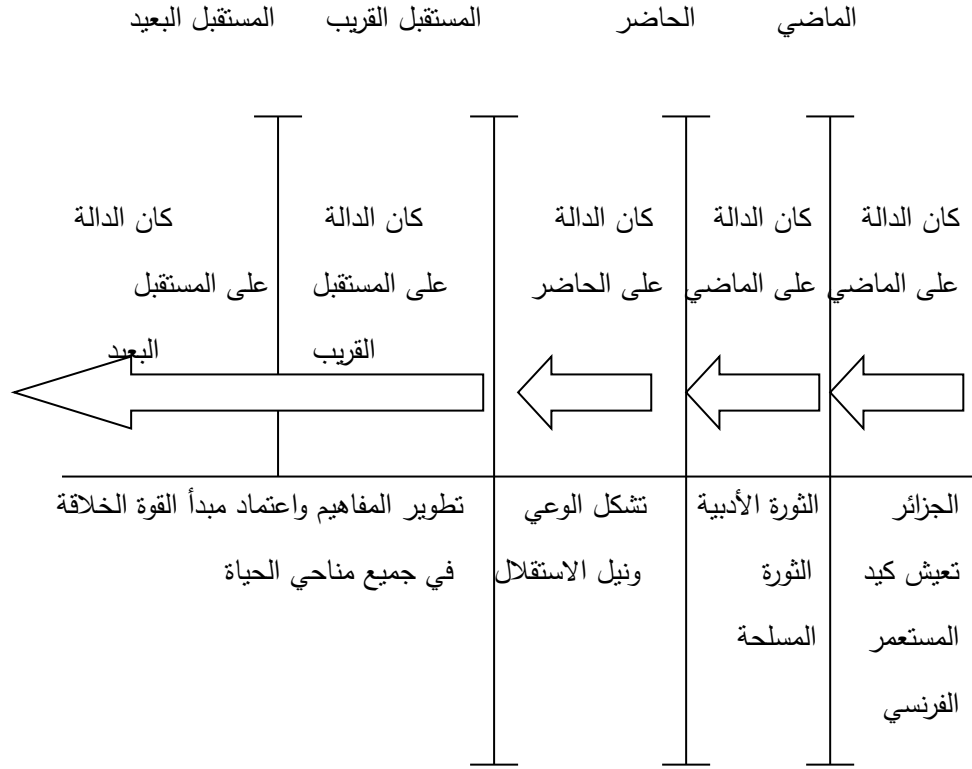 الماضي
الحاضر
المستقبل القريب
المستقبل البعيد
كان الدالة
على الماضي
كان الدالة
على الماضي
كان الدالة
على الحاضر
كان الدالة
على المستقبل
القريب
كان الدالة
على المستقبل
البعيد
الجزائر
تعيش كيد
المستعمر
الفرنسي
الثورة الأدبية
الثورة
المسلحة
تشكل الوعي
ونيل الاستقلال
تطوير المفاهيم واعتماد مبدأ القوة الخلاقة
في جميع مناحي الحياة